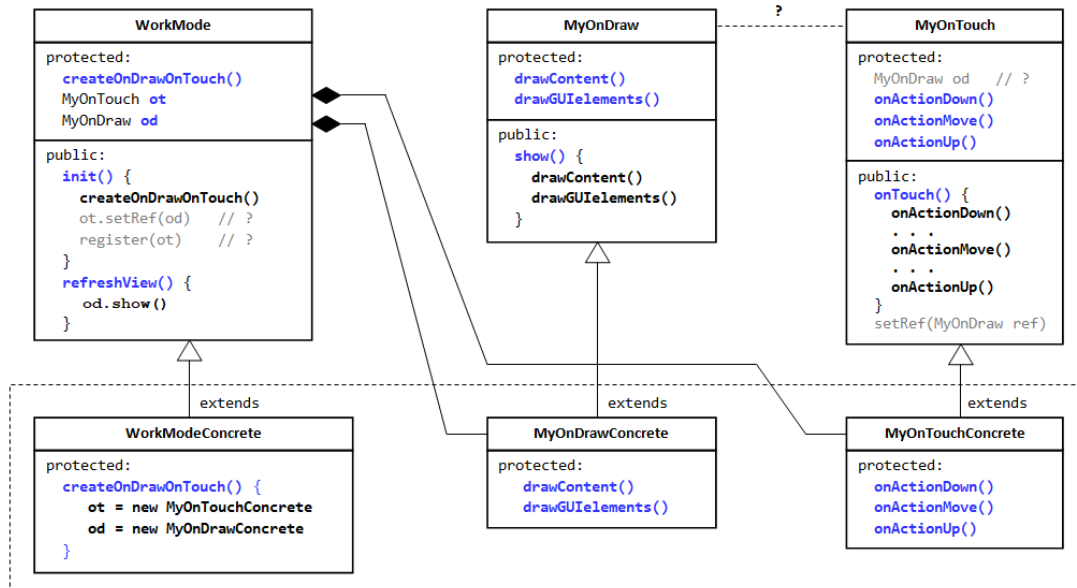 WorkMode
protected:
createOnDrawOnTouch()
MyOnTouch ot
MyOnDraw od
public:
init() {
createOnDrawOnTouch()
ot.setRef(od) // ?
register(ot) // ?
}
refreshView() {
od.show()
}
MyOnDraw
protected:
drawContent()
drawGUIelements()
public:
show() {
drawContent()
drawGUIelements()
}
?
MyOnTouch
protected:
MyOnDraw od // ?
onActionDown()
onActionMove()
onActionUp()
public:
onTouch() {
onActionDown()
. . .
onActionMove()
. . .
onActionUp()
}
setRef(MyOnDraw ref)
extends
extends
extends
WorkModeConcrete
protected:
createOnDrawOnTouch() {
ot = new MyOnTouchConcrete
od = new MyOnDrawConcrete
}
MyOnDrawConcrete
protected:
drawContent()
drawGUIelements()
MyOnTouchConcrete
protected:
onActionDown()
onActionMove()
onActionUp()